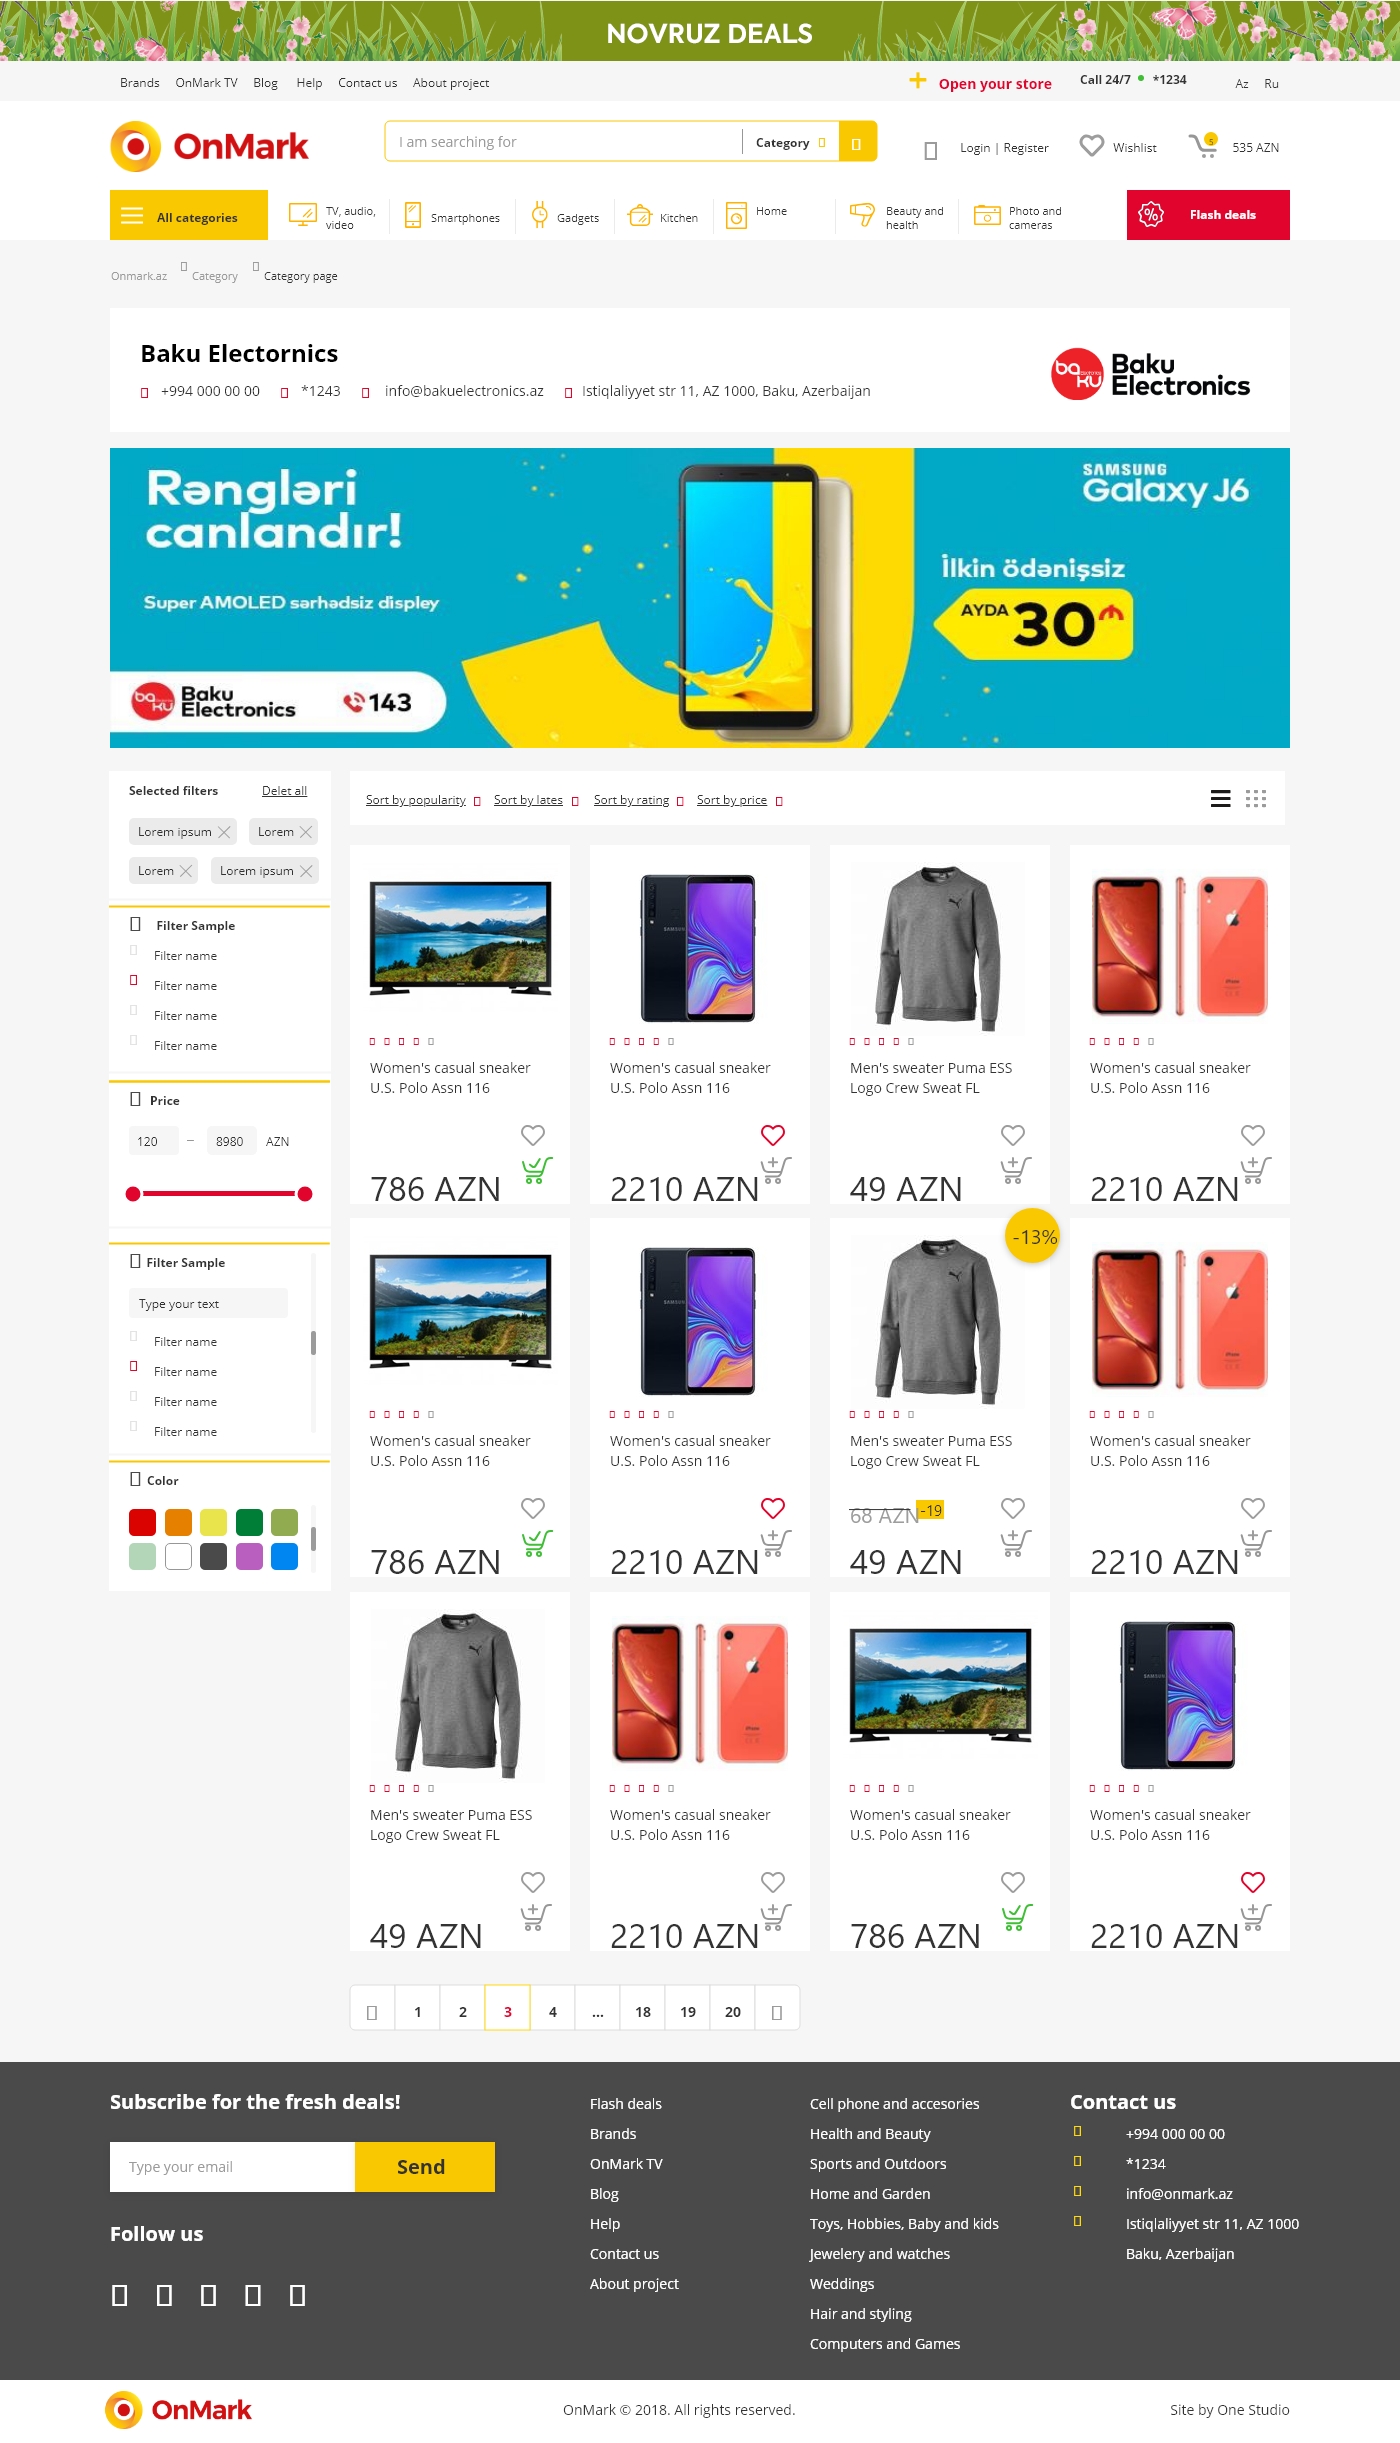 NOVRUZ DEALS
Brands OnMark TV Blog Help Contact us About project
Open your store Call 24/7 *1234 Az Ru
OnMark
I am searching for Category
Login | Register Wishlist 5 535 AZN
All categories
TV, audio,
video
Smartphones
Gadgets
Kitchen
Home
Beauty and
health
Photo and
cameras
Flash deals
Onmark.az Category Category page
Baku Electornics
+994 000 00 00 *1243 info@bakuelectronics.az Istiqlaliyyet str 11, AZ 1000, Baku, Azerbaijan
baku
Baku
Electronics
Rəngləri
canlandır!
Super AMOLED sərhədsiz display
baku
Baku
Electronics
143
SAMSUNG
Galaxy J6
İlkin ödənişsiz
AYDA 30 ₼
Selected filters Delet all
Lorem ipsum Lorem
Lorem Lorem ipsum
Filter Sample
Filter name
Filter name
Filter name
Filter name
Price
120 – 8980 AZN
Filter Sample
Type your text
Filter name
Filter name
Filter name
Filter name
Color
Sort by popularity Sort by lates Sort by rating Sort by price
Women's casual sneaker
U.S. Polo Assn 116
786 AZN
SAMSUNG
Women's casual sneaker
U.S. Polo Assn 116
2210 AZN
Men's sweater Puma ESS
Logo Crew Sweat FL
49 AZN
iPhone
Women's casual sneaker
U.S. Polo Assn 116
2210 AZN
Women's casual sneaker
U.S. Polo Assn 116
786 AZN
SAMSUNG
Women's casual sneaker
U.S. Polo Assn 116
2210 AZN
-13%
Men's sweater Puma ESS
Logo Crew Sweat FL
68 AZN -19
49 AZN
iPhone
Women's casual sneaker
U.S. Polo Assn 116
2210 AZN
Men's sweater Puma ESS
Logo Crew Sweat FL
49 AZN
iPhone
Women's casual sneaker
U.S. Polo Assn 116
2210 AZN
Women's casual sneaker
U.S. Polo Assn 116
786 AZN
SAMSUNG
Women's casual sneaker
U.S. Polo Assn 116
2210 AZN
1 2 3 4 ... 18 19 20
Subscribe for the fresh deals!
Type your email Send
Follow us
Flash deals
Brands
OnMark TV
Blog
Help
Contact us
About project
Cell phone and accesories
Health and Beauty
Sports and Outdoors
Home and Garden
Toys, Hobbies, Baby and kids
Jewelery and watches
Weddings
Hair and styling
Computers and Games
Contact us
+994 000 00 00
*1234
info@onmark.az
Istiqlaliyyet str 11, AZ 1000
Baku, Azerbaijan
OnMark
OnMark © 2018. All rights reserved.
Site by One Studio